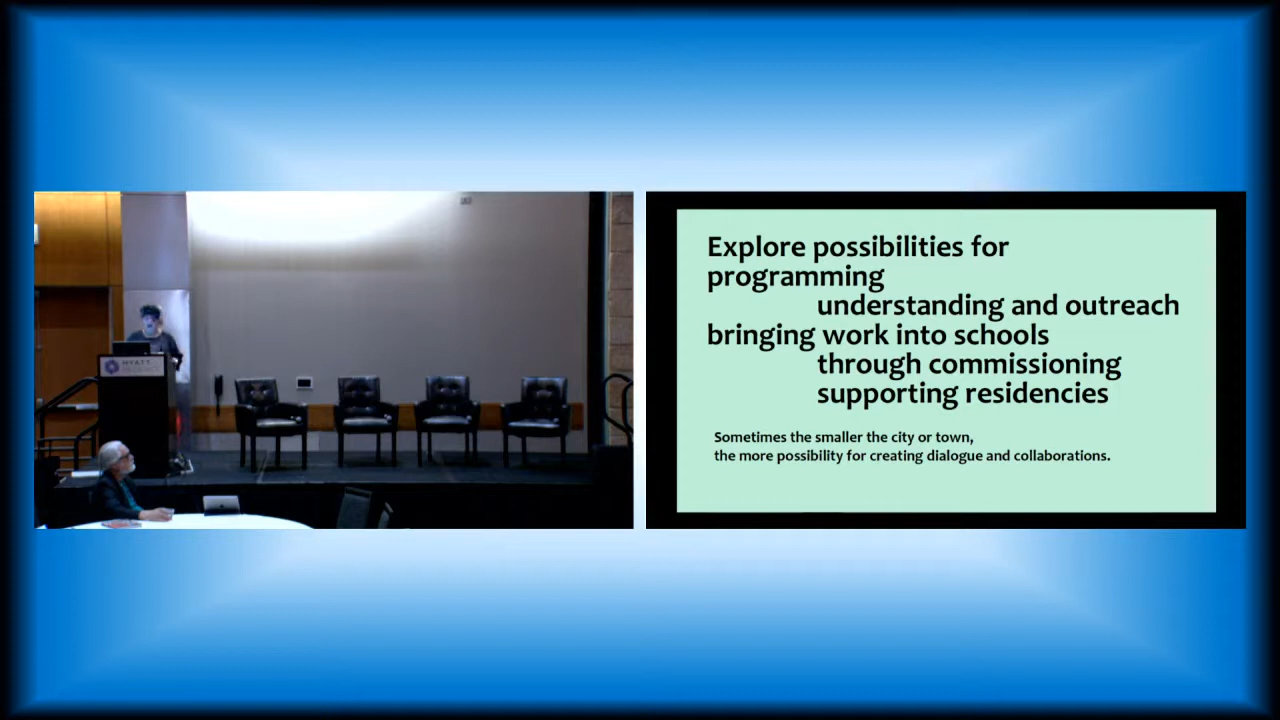 HYATT
Explore possibilities for
programming
understanding and outreach
bringing work into schools
through commissioning
supporting residencies
Sometimes the smaller the city or town,
the more possibility for creating dialogue and collaborations.